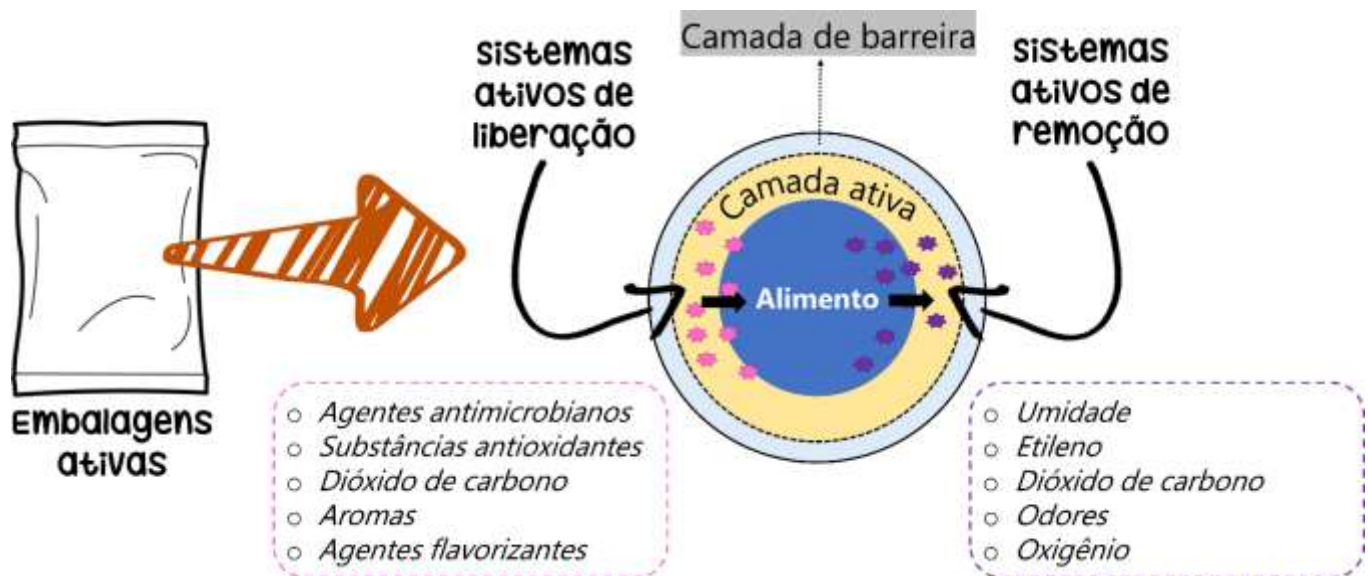 Embalagens
ativas
sistemas
ativos de
liberação
Camada de barreira
sistemas
ativos de
remoção
Camada ativa
Alimento
○ Agentes antimicrobianos
○ Substâncias antioxidantes
○ Dióxido de carbono
○ Aromas
○ Agentes flavorizantes
○ Umidade
○ Etileno
○ Dióxido de carbono
○ Odores
○ Oxigênio